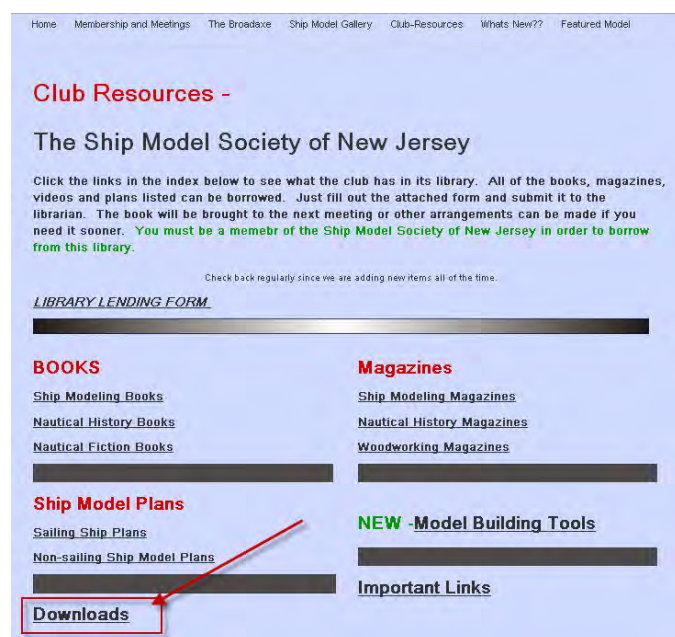 Home Membership and Meetings The Broadaxe Ship Model Gallery Club-Resources Whats New?? Featured Model
Club Resources -
The Ship Model Society of New Jersey
Click the links in the index below to see what the club has in its library. All of the books, magazines,
videos and plans listed can be borrowed. Just fill out the attached form and submit it to the
librarian. The book will be brought to the next meeting or other arrangements can be made if you
need it sooner. You must be a memebr of the Ship Model Society of New Jersey in order to borrow
from this library.
Check back regularly since we are adding new items all of the time.
LIBRARY LENDING FORM
BOOKS
Ship Modeling Books
Nautical History Books
Nautical Fiction Books
Magazines
Ship Modeling Magazines
Nautical History Magazines
Woodworking Magazines
Ship Model Plans
Sailing Ship Plans
Non-sailing Ship Model Plans
NEW -Model Building Tools
Downloads
Important Links